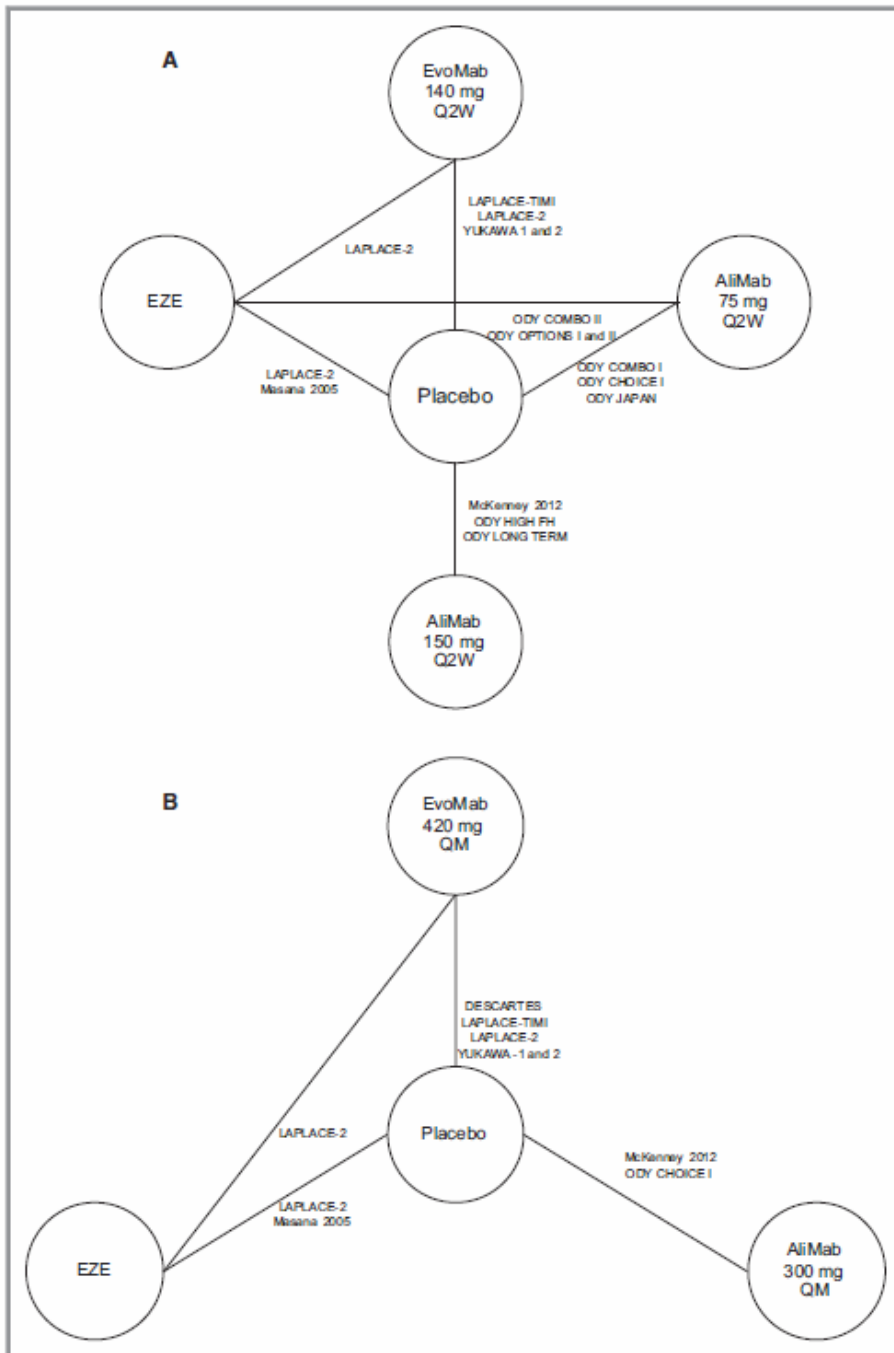 A
EvoMab
140 mg
Q2W
LAPLACE-TIMI
LAPLACE-2
YUKAWA 1 and 2
LAPLACE-2
EZE
AliMab
75 mg
Q2W
ODY COMBO II
ODY OPTIONS I and II
LAPLACE-2
Masana 2005
Placebo
ODY COMBO I
ODY CHOICE I
ODY JAPAN
McKenney 2012
ODY HIGH FH
ODY LONG TERM
AliMab
150 mg
Q2W
B
EvoMab
420 mg
QM
DESCARTES
LAPLACE-TIMI
LAPLACE-2
YUKAWA-1 and 2
LAPLACE-2
Placebo
McKenney 2012
ODY CHOICE I
LAPLACE-2
Masana 2005
EZE
AliMab
300 mg
QM